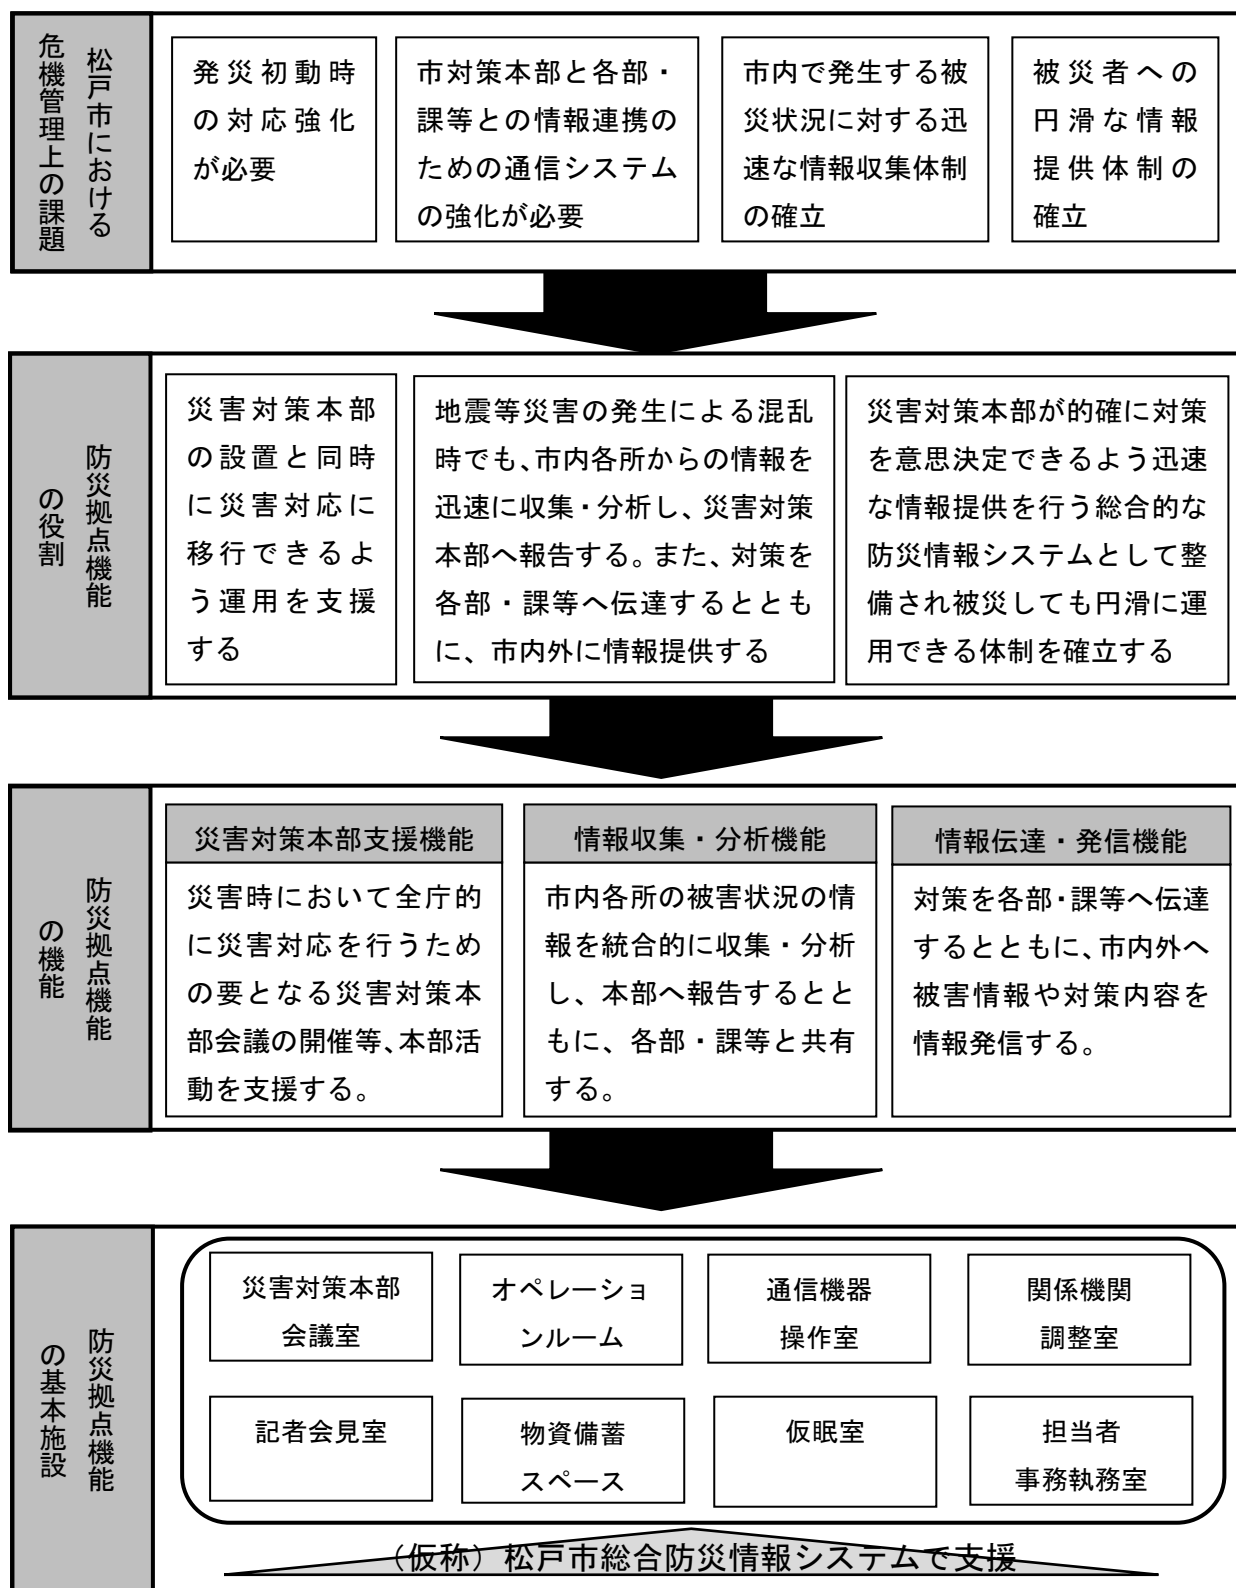 松戸市における
危機管理上の課題
発災初動時
の対応強化
が必要
市対策本部と各部・
課等との情報連携の
ための通信システム
の強化が必要
市内で発生する被
災状況に対する迅
速な情報収集体制
の確立
被災者への
円滑な情報
提供体制の
確立
防災拠点機能
の役割
災害対策本部
の設置と同時
に災害対応に
移行できるよ
う運用を支援
する
地震等災害の発生による混乱
時でも、市内各所からの情報を
迅速に収集・分析し、災害対策
本部へ報告する。また、対策を
各部・課等へ伝達するととも
に、市内外に情報提供する
災害対策本部が的確に対策
を意思決定できるよう迅速
な情報提供を行う総合的な
防災情報システムとして整
備され被災しても円滑に運
用できる体制を確立する
防災拠点機能
の機能
災害対策本部支援機能
災害時において全庁的
に災害対応を行うため
の要となる災害対策本
部会議の開催等、本部活
動を支援する。
情報収集・分析機能
市内各所の被害状況の情
報を統合的に収集・分析
し、本部へ報告するとと
もに、各部・課等と共有
する。
情報伝達・発信機能
対策を各部・課等へ伝達
するとともに、市内外へ
被害情報や対策内容を
情報発信する。
防災拠点機能
の基本施設
災害対策本部
会議室
オペレーショ
ンルーム
通信機器
操作室
関係機関
調整室
記者会見室
物資備蓄
スペース
仮眠室
担当者
事務執務室
（仮称）松戸市総合防災情報システムで支援